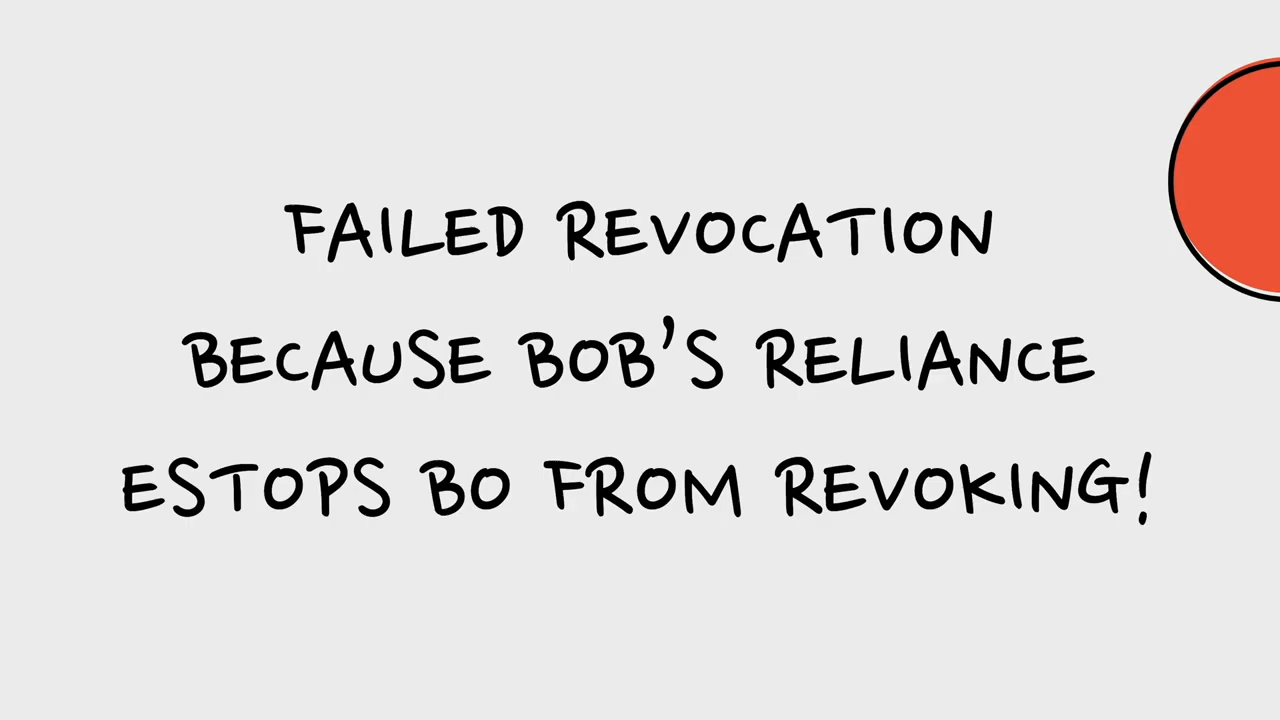 FAILED REVOCATION
BECAUSE BOB'S RELIANCE
ESTOPS BO FROM REVOKING!